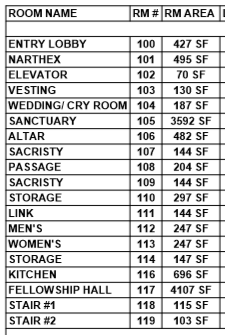 ROOM NAME RM # RM AREA
ENTRY LOBBY 100 427 SF
NARTHEX 101 495 SF
ELEVATOR 102 70 SF
VESTING 103 130 SF
WEDDING/ CRY ROOM 104 187 SF
SANCTUARY 105 3592 SF
ALTAR 106 482 SF
SACRISTY 107 144 SF
PASSAGE 108 204 SF
SACRISTY 109 144 SF
STORAGE 110 297 SF
LINK 111 144 SF
MEN'S 112 247 SF
WOMEN'S 113 247 SF
STORAGE 114 147 SF
KITCHEN 116 696 SF
FELLOWSHIP HALL 117 4107 SF
STAIR #1 118 115 SF
STAIR #2 119 103 SF